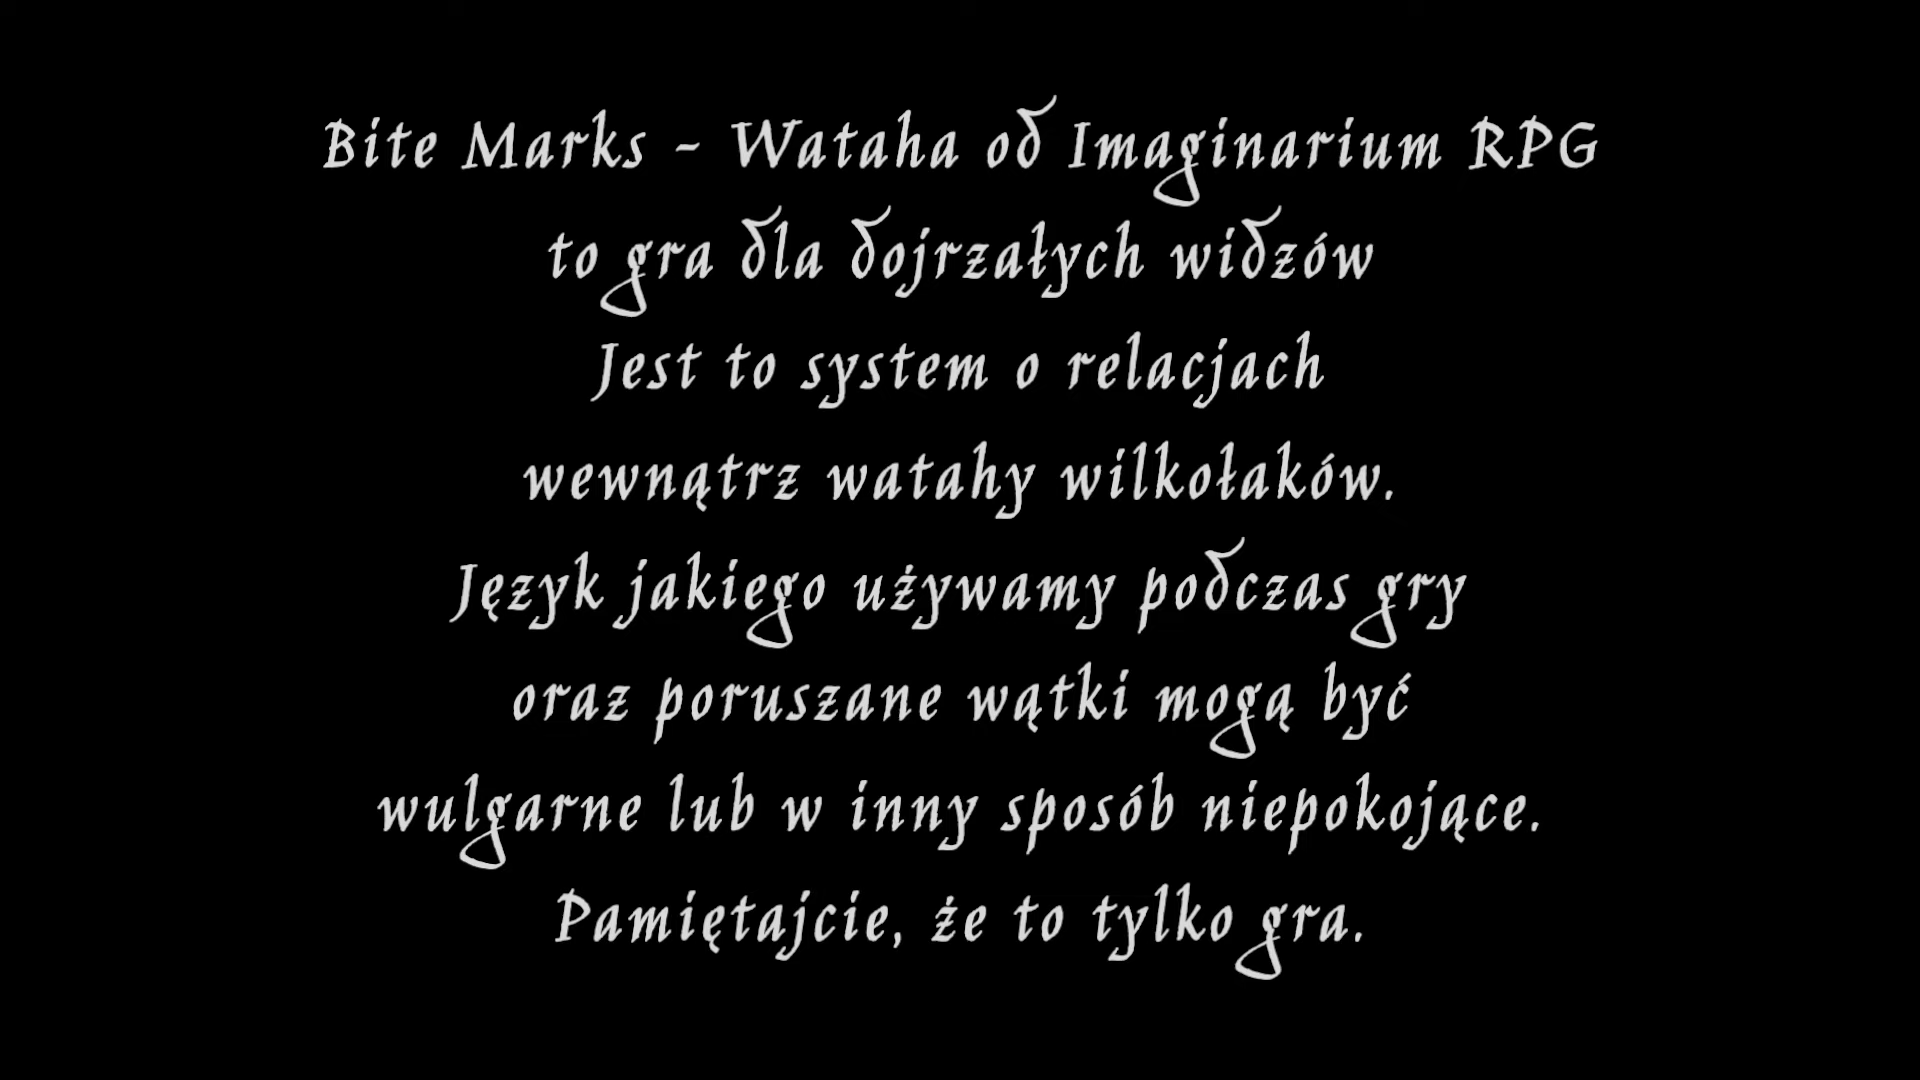 Bite Marks - Wataha od Imaginarium RPG
to gra dla dojrzałych widzów
Jest to system o relacjach
wewnątrz watahy wilkołaków.
Język jakiego używamy podczas gry
oraz poruszane wątki mogą być
wulgarne lub w inny sposób niepokojące.
Pamiętajcie, że to tylko gra.